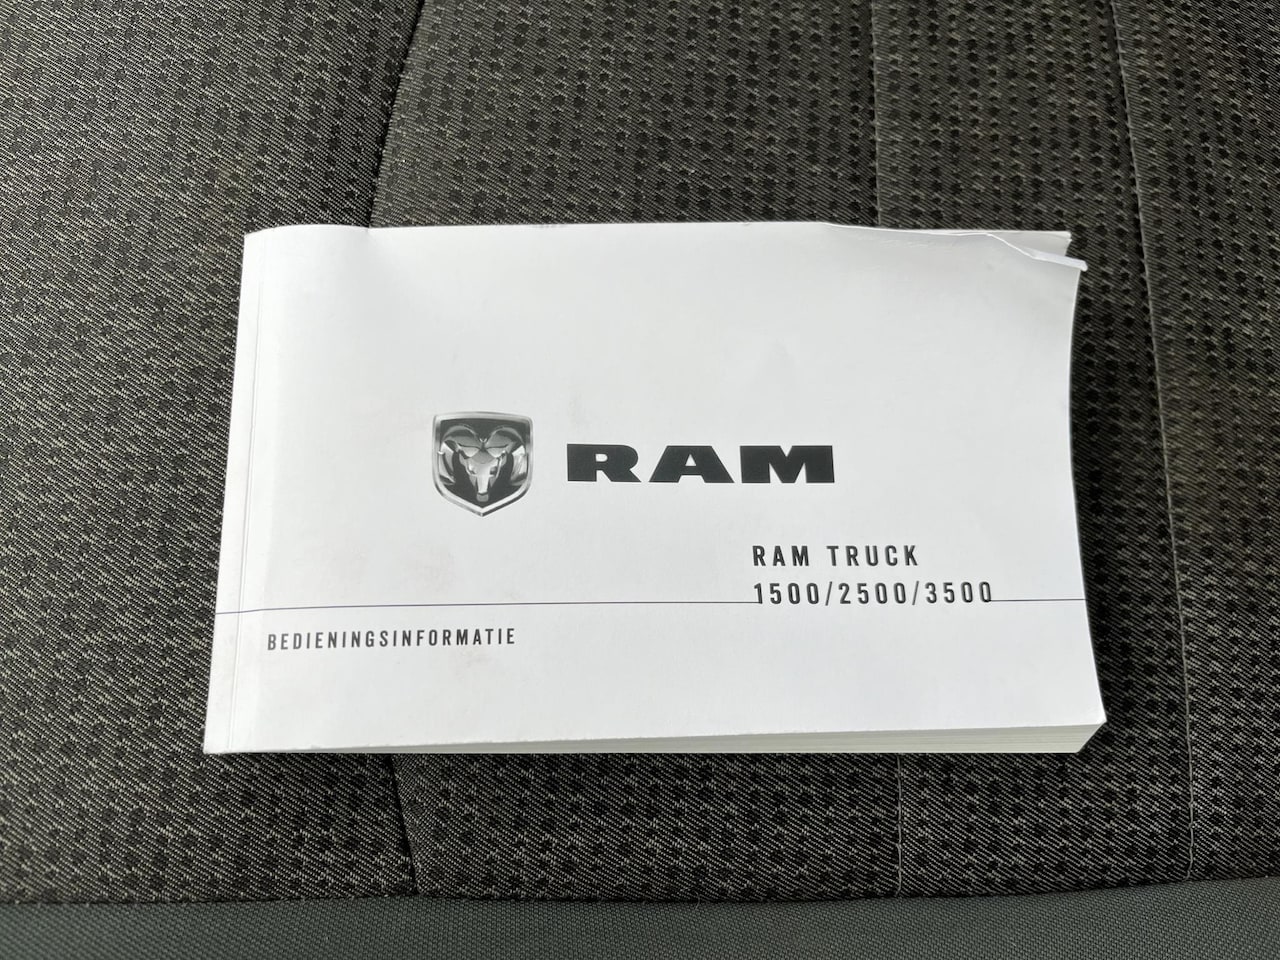 RAM
RAM TRUCK
1500/2500/3500
BEDIENINGSINFORMATIE